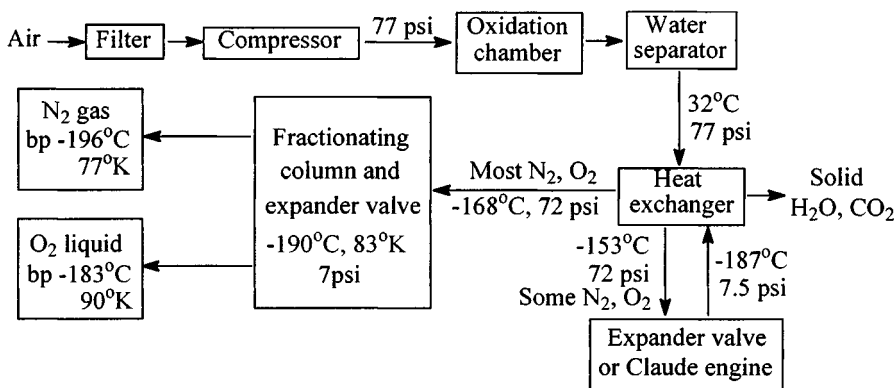 Air
Filter
Compressor
77 psi
Oxidation
chamber
Water
separator
32°C
77 psi
N₂ gas
bp -196°C
77°K
Fractionating
column and
expander valve
-190°C, 83°K
7psi
Most N₂, O₂
-168°C, 72 psi
Heat
exchanger
Solid
H₂O, CO₂
O₂ liquid
bp -183°C
90°K
-153°C
72 psi
Some N₂, O₂
-187°C
7.5 psi
Expander valve
or Claude engine